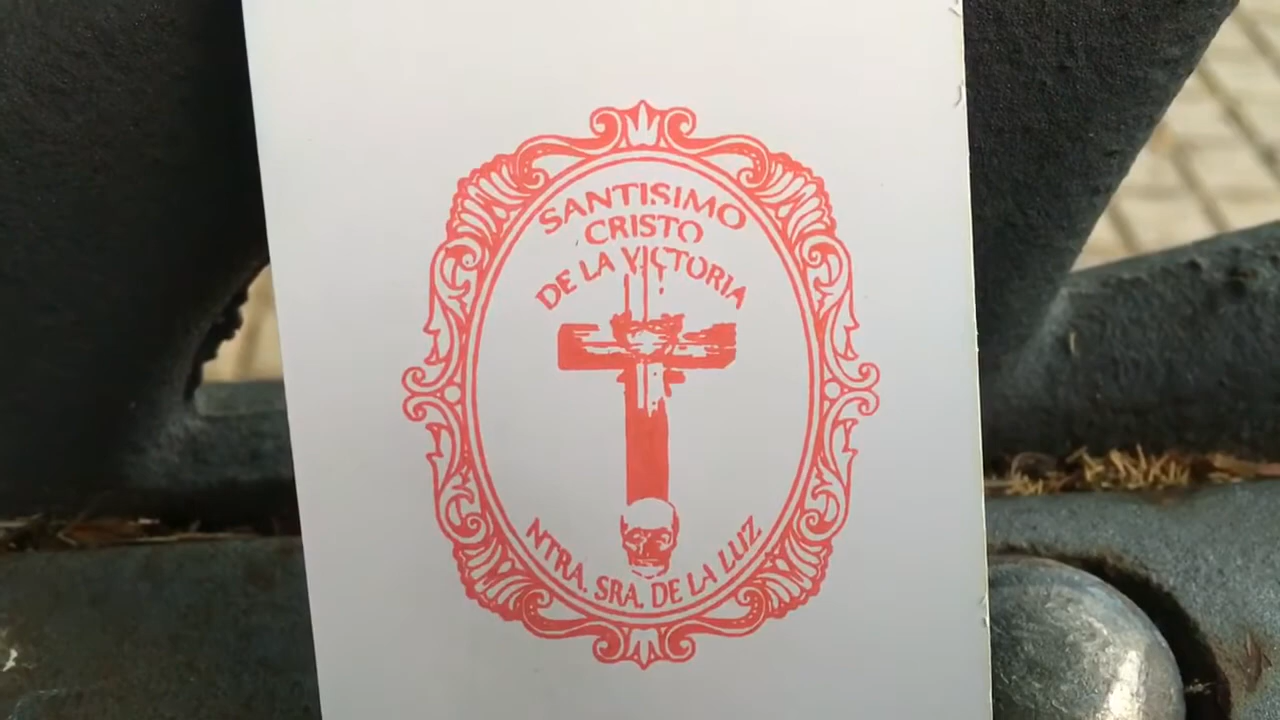 SANTISIMO
CRISTO
DE LA VICTORIA
NTRA. SRA. DE LA LUZ